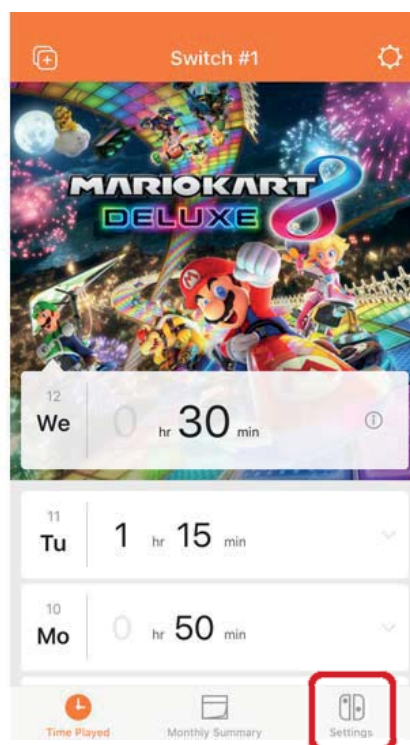 Switch #1
MARIOKART 8
DELUXE
12
We
0 hr 30 min
11
Tu
1 hr 15 min
10
Mo
0 hr 50 min
Time Played
Monthly Summary
Settings